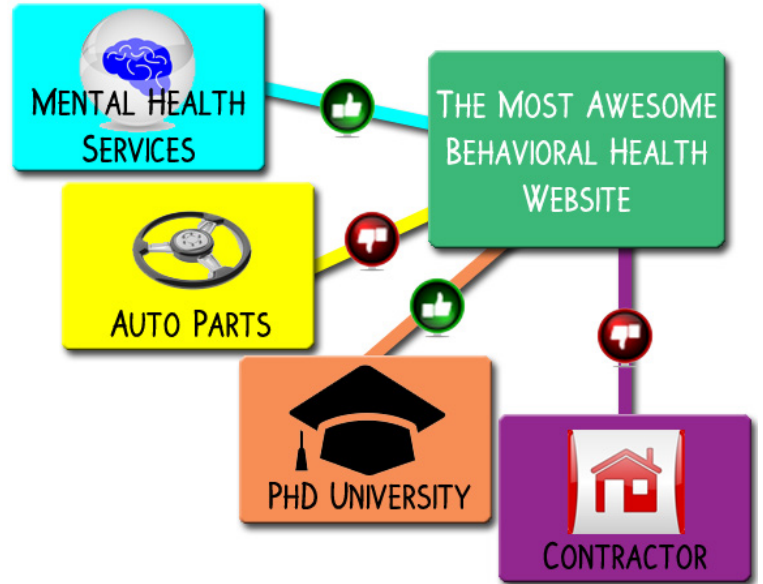 Mental Health
Services
The Most Awesome
Behavioral Health
Website
Auto Parts
PhD University
Contractor